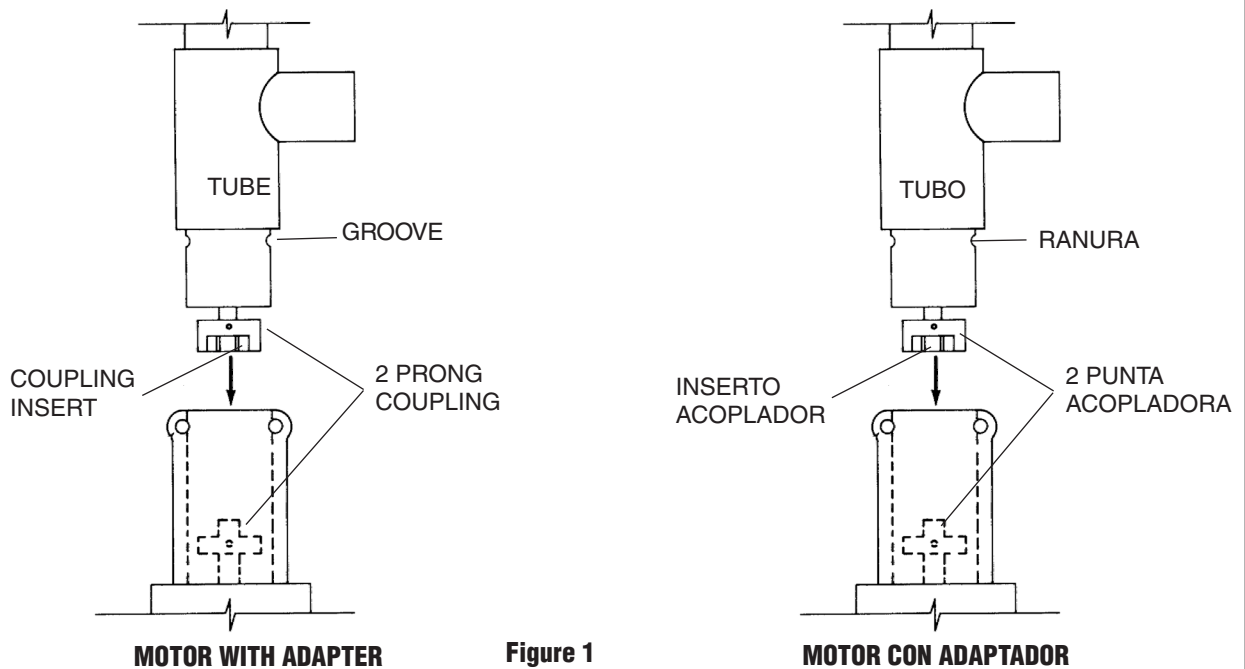 TUBE
GROOVE
COUPLING
INSERT
2 PRONG
COUPLING
MOTOR WITH ADAPTER
Figure 1
TUBO
RANURA
INSERTO
ACOPLADOR
2 PUNTA
ACOPLADORA
MOTOR CON ADAPTADOR